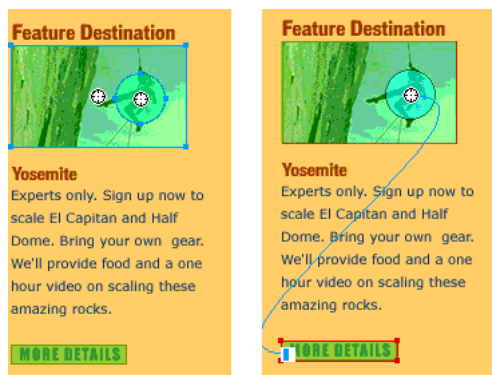 Feature Destination
Yosemite
Experts only. Sign up now to
scale El Capitan and Half
Dome. Bring your own gear.
We'll provide food and a one
hour video on scaling these
amazing rocks.
MORE DETAILS
Feature Destination
Yosemite
Experts only. Sign up now to
scale El Capitan and Half
Dome. Bring your own gear.
We'll provide food and a one
hour video on scaling these
amazing rocks.
MORE DETAILS